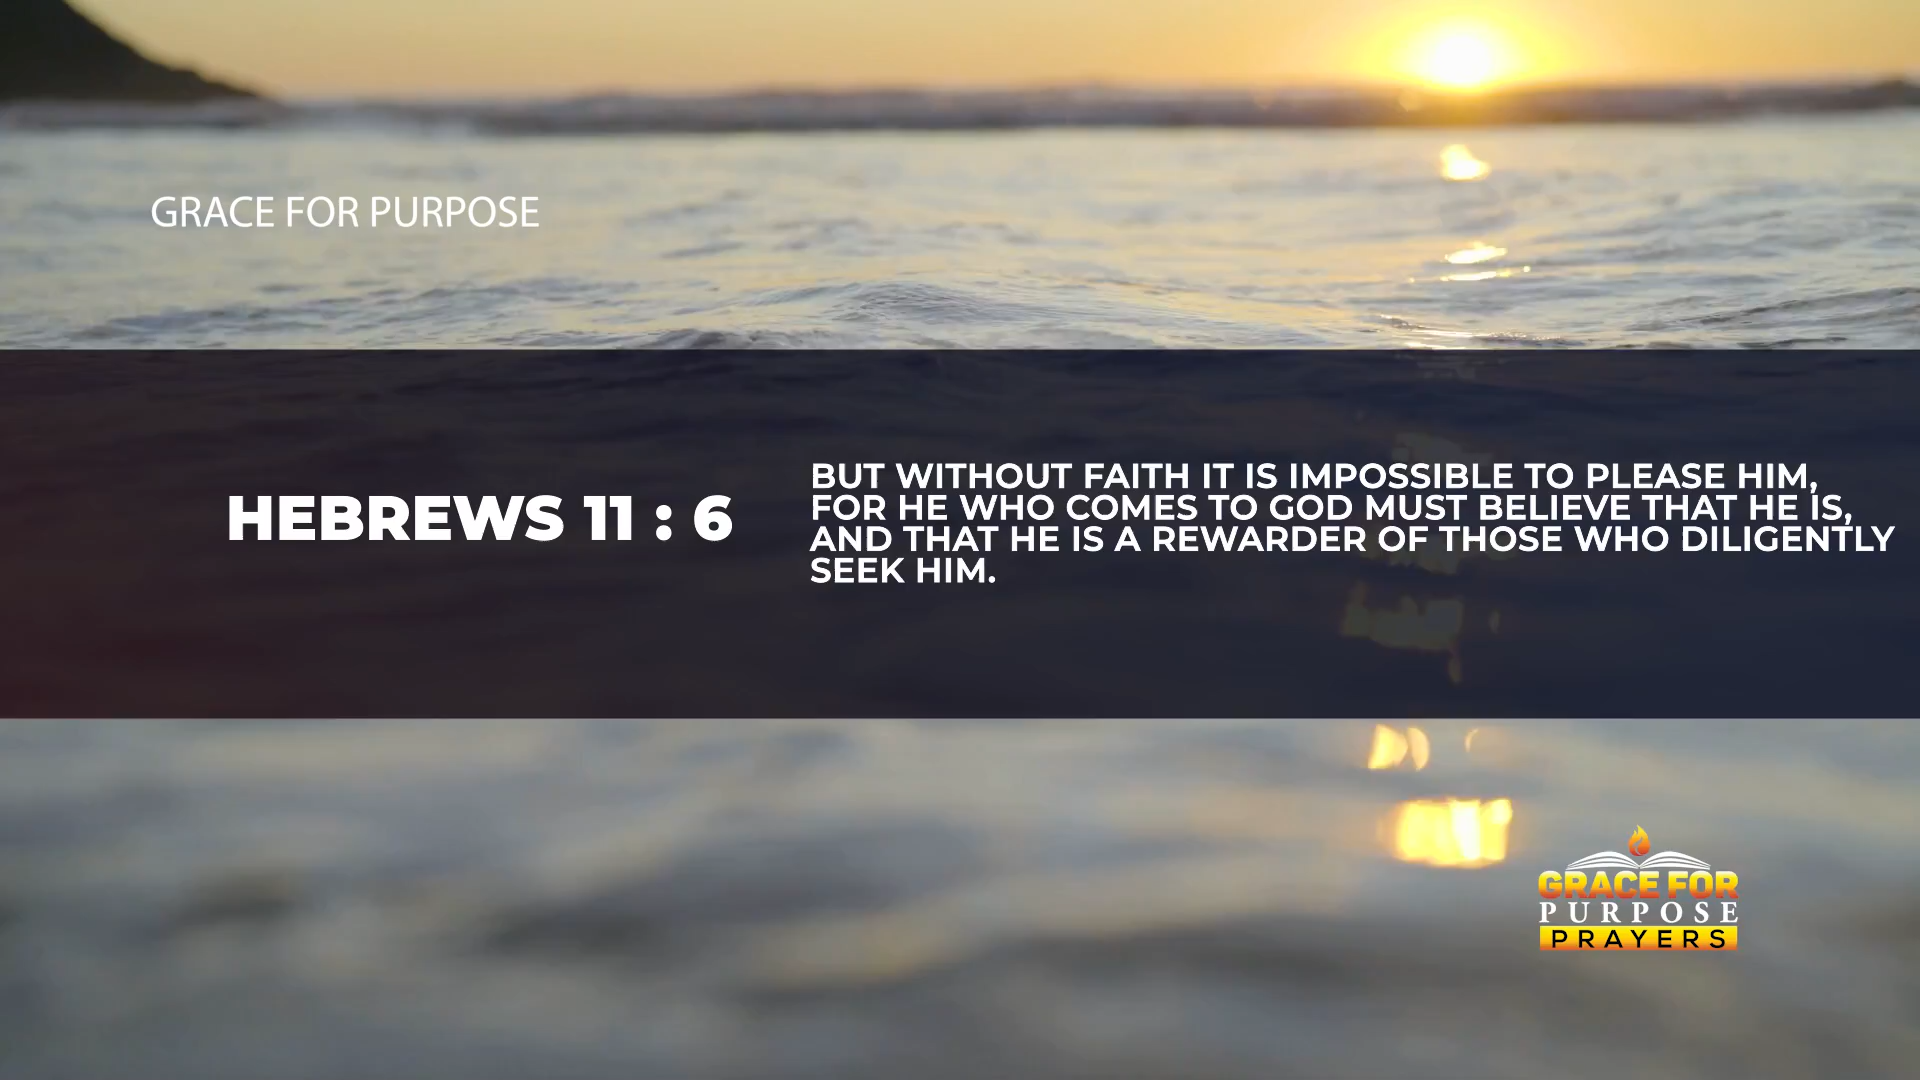 GRACE FOR PURPOSE
HEBREWS 11 : 6
BUT WITHOUT FAITH IT IS IMPOSSIBLE TO PLEASE HIM,
FOR HE WHO COMES TO GOD MUST BELIEVE THAT HE IS,
AND THAT HE IS A REWARDER OF THOSE WHO DILIGENTLY
SEEK HIM.
GRACE FOR
PURPOSE
PRAYERS